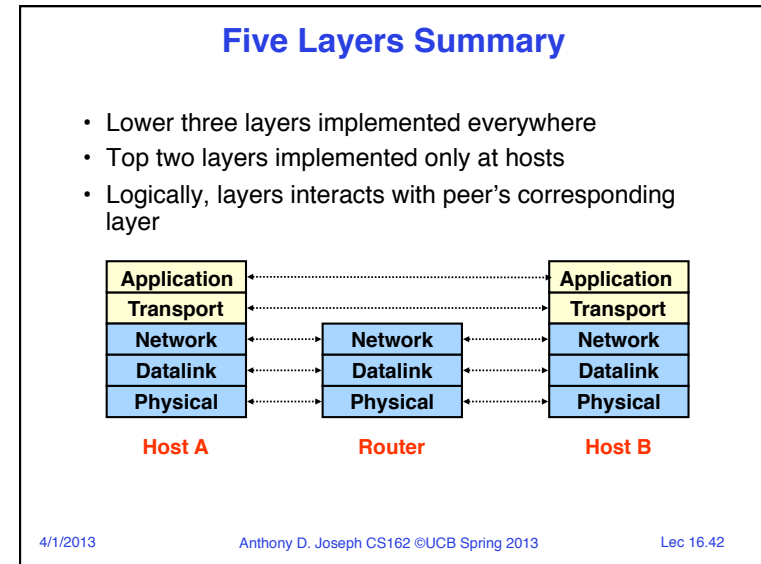 Five Layers Summary
• Lower three layers implemented everywhere
• Top two layers implemented only at hosts
• Logically, layers interacts with peer's corresponding
layer
Application Application
Transport Transport
Network Network Network
Datalink Datalink Datalink
Physical Physical Physical
Host A Router Host B
4/1/2013 Anthony D. Joseph CS162 ©UCB Spring 2013 Lec 16.42